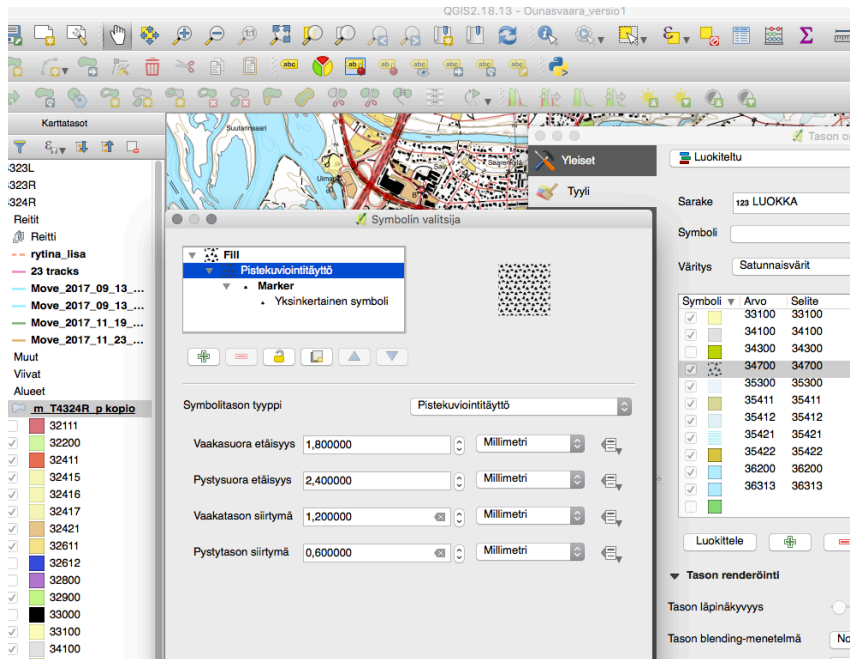 QGIS2.18.13 - Ounasvaara_versio1
Karttatasot
323L
323R
324R
Reitit
Reitti
rytina_lisa
23 tracks
Move_2017_09_13_...
Move_2017_09_13_...
Move_2017_11_19_...
Move_2017_11_23_...
Muut
Viivat
Alueet
m_T4324R_p kopio
32111
32200
32411
32415
32416
32417
32421
32611
32612
32800
32900
33000
33100
34100
Suutarinsaari
Symbolin valitsija
Fill
Pistekuviointitäyttö
Marker
Yksinkertainen symboli
Symbolitason tyyppi
Pistekuviointitäyttö
Vaakasuora etäisyys 1,800000 Millimetri
Pystysuora etäisyys 2,400000 Millimetri
Vaakatason siirtymä 1,200000 Millimetri
Pystytason siirtymä 0,600000 Millimetri
Tason
Yleiset
Tyyli
Luokiteltu
Sarake 123 LUOKKA
Symboli
Väritys Satunnaisvärit
Symboli Arvo Selite
33100 33100
34100 34100
34300 34300
34700 34700
35300 35300
35411 35411
35412 35412
35421 35421
35422 35422
36200 36200
36313 36313
Luokittele
Tason renderöinti
Tason läpinäkyvyys
Tason blending-menetelmä